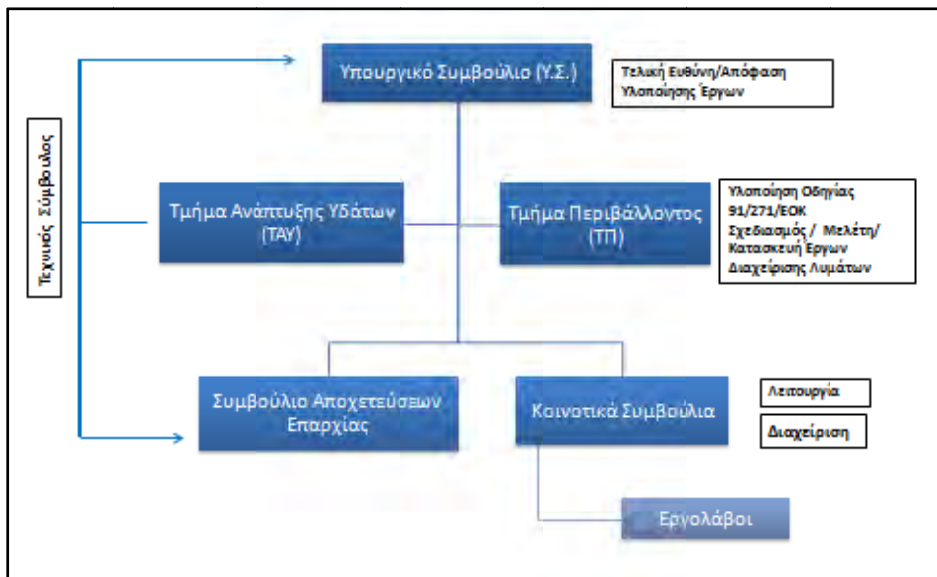 Υπουργικό Συμβούλιο (Υ.Σ.)
Τελική Ευθύνη/Απόφαση
Υλοποίησης Έργων
Τεχνικός Σύμβουλος
Τμήμα Ανάπτυξης Υδάτων
(ΤΑΥ)
Τμήμα Περιβάλλοντος
(ΤΠ)
Υλοποίηση Οδηγίας
91/271/ΕΟΚ
Σχεδιασμός / Μελέτη/
Κατασκευή Έργων
Διαχείρισης Λυμάτων
Συμβούλιο Αποχετεύσεων
Επαρχίας
Κοινοτικά Συμβούλια
Λειτουργία
Διαχείριση
Εργολάβοι